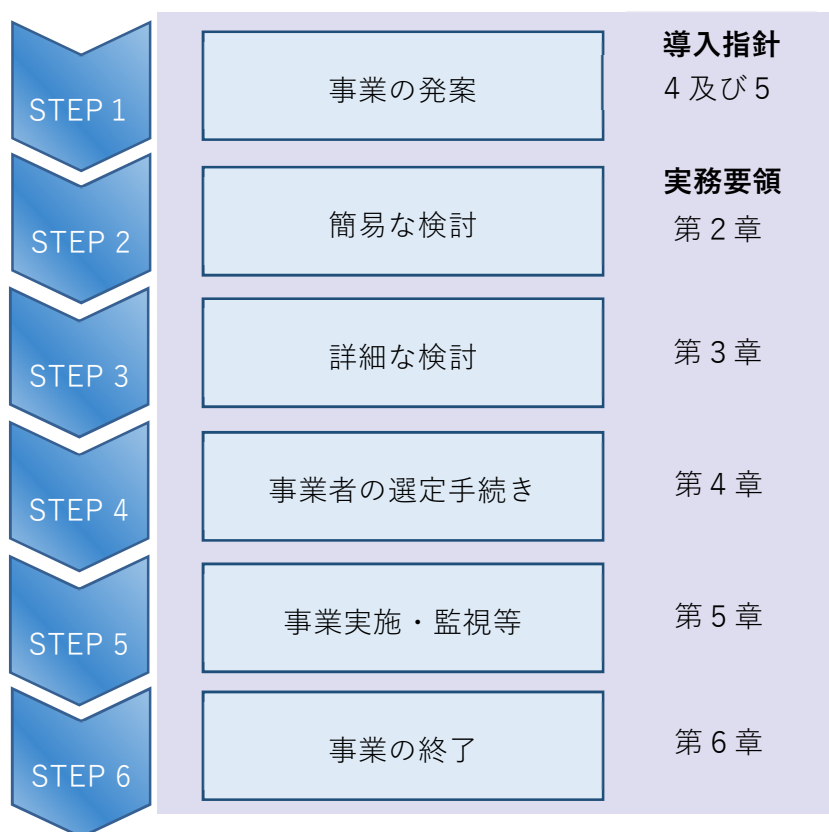 導入指針
STEP 1
事業の発案
4 及び 5
実務要領
STEP 2
簡易な検討
第 2 章
STEP 3
詳細な検討
第 3 章
STEP 4
事業者の選定手続き
第 4 章
STEP 5
事業実施・監視等
第 5 章
STEP 6
事業の終了
第 6 章